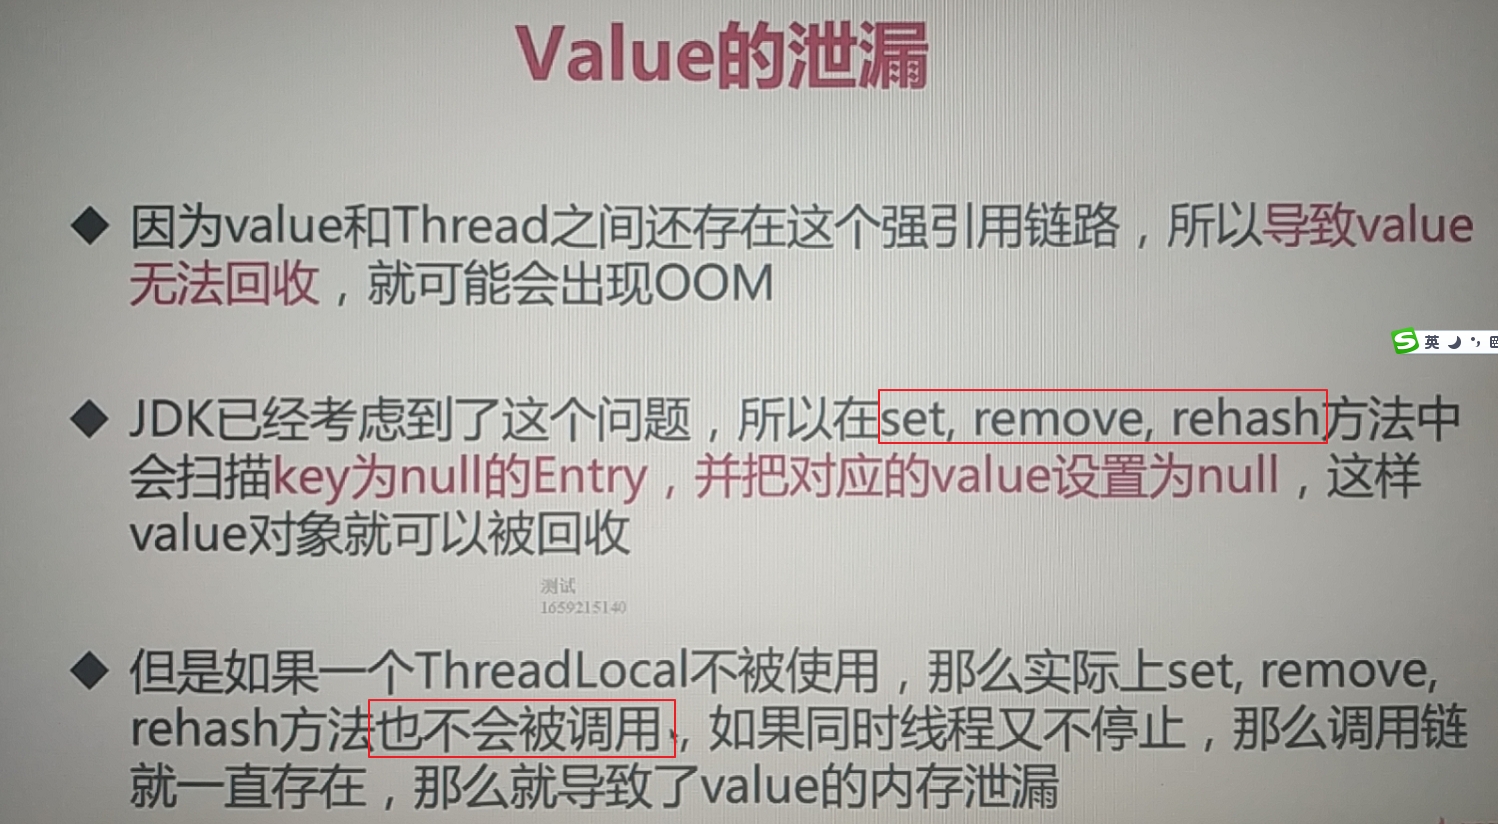 Value的泄漏
◆ 因为value和Thread之间还存在这个强引用链路，所以导致value
无法回收，就可能会出现OOM
英
◆ JDK已经考虑到了这个问题，所以在set, remove, rehash方法中
会扫描key为null的Entry，并把对应的value设置为null，这样
value对象就可以被回收
测试
1659215140
◆ 但是如果一个ThreadLocal不被使用，那么实际上set, remove,
rehash方法也不会被调用，如果同时线程又不停止，那么调用链
就一直存在，那么就导致了value的内存泄漏